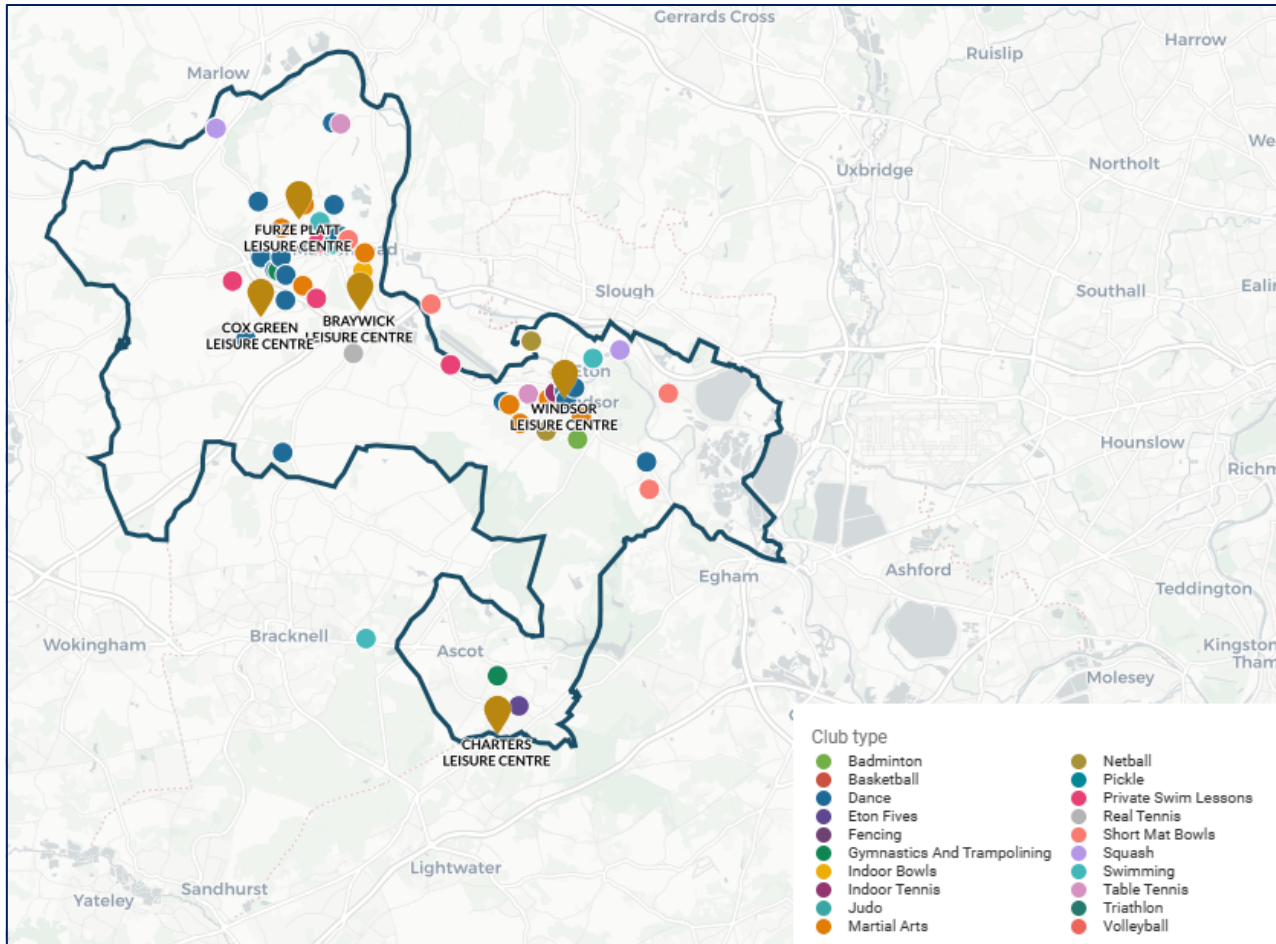 Gerrards Cross
Harrow
Ruislip
Marlow
Uxbridge
Northolt
FURZE PLATT
LEISURE CENTRE
Slough
Southall
COX GREEN
LEISURE CENTRE
BRAYWICK
LEISURE CENTRE
Eton
WINDSOR
LEISURE CENTRE
Hounslow
Egham
Ashford
Teddington
Wokingham
Bracknell
Ascot
Kingston
Molesey
CHARTERS
LEISURE CENTRE
Lightwater
Sandhurst
Yateley
Club type
Badminton
Basketball
Dance
Eton Fives
Fencing
Gymnastics And Trampolining
Indoor Bowls
Indoor Tennis
Judo
Martial Arts
Netball
Pickle
Private Swim Lessons
Real Tennis
Short Mat Bowls
Squash
Swimming
Table Tennis
Triathlon
Volleyball